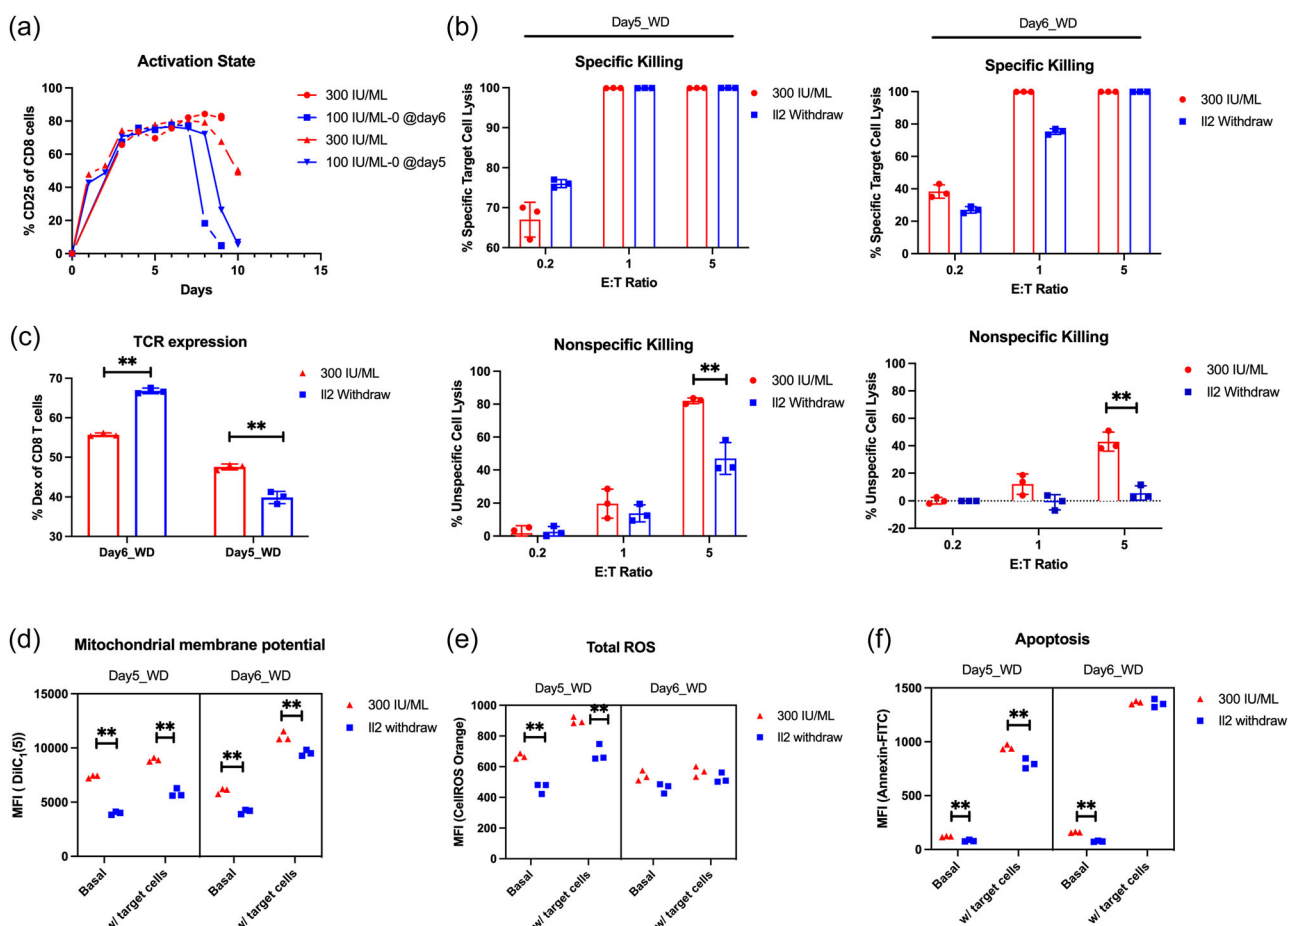 (a)
Activation State
% CD25 of CD8 cells
100
80
60
40
20
0
0
5
10
15
Days
300 IU/ML
100 IU/ML-0 @day6
300 IU/ML
100 IU/ML-0 @day5
(b)
Day5_WD
Specific Killing
% Specific Target Cell Lysis
100
90
80
70
60
0.2
1
5
E:T Ratio
300 IU/ML
Il2 Withdraw
Day6_WD
Specific Killing
% Specific Target Cell Lysis
100
80
60
40
20
0
0.2
1
5
E:T Ratio
300 IU/ML
Il2 Withdraw
(c)
TCR expression
% Dex of CD8 T cells
70
60
50
40
30
**
**
Day6_WD
Day5_WD
300 IU/ML
Il2 Withdraw
Nonspecific Killing
% Unspecific Cell Lysis
100
80
60
40
20
0
**
0.2
1
5
E:T Ratio
300 IU/ML
Il2 Withdraw
Nonspecific Killing
% Unspecific Cell Lysis
100
80
60
40
20
0
-20
**
0.2
1
5
E:T Ratio
300 IU/ML
Il2 Withdraw
(d)
Mitochondrial membrane potential
Day5_WD
Day6_WD
MFI ( DilC1(5))
15000
10000
5000
0
**
**
**
**
Basal
w/ target cells
Basal
w/ target cells
300 IU/ML
Il2 withdraw
(e)
Total ROS
Day5_WD
Day6_WD
MFI (CellROS Orange)
1000
800
600
400
200
0
**
**
Basal
w/ target cells
Basal
w/ target cells
300 IU/ML
Il2 withdraw
(f)
Apoptosis
Day5_WD
Day6_WD
MFI (Annexin-FITC)
1500
1000
500
0
**
**
**
Basal
w/ target cells
Basal
w/ target cells
300 IU/ML
Il2 withdraw